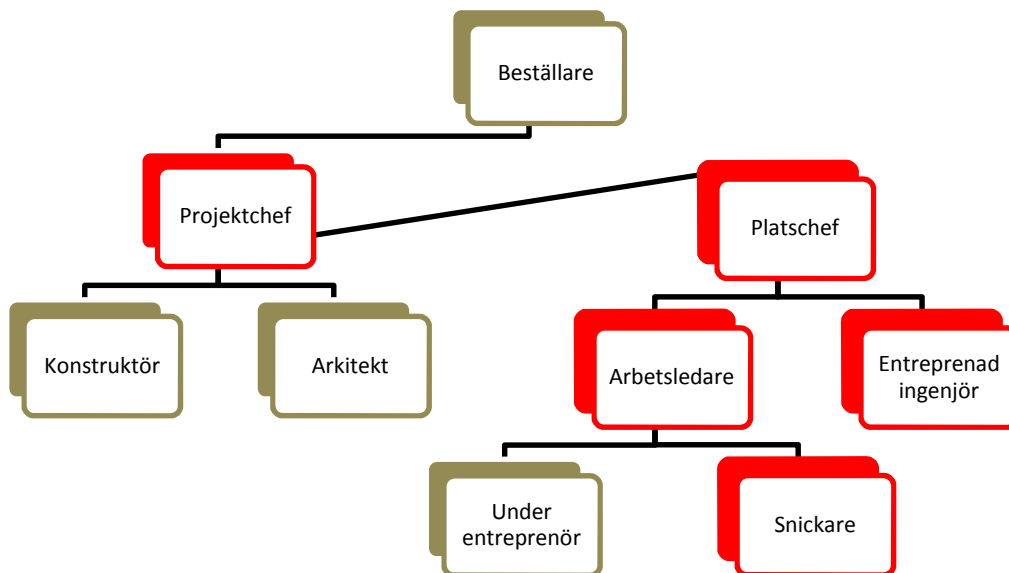 Beställare
Projektchef
Platschef
Konstruktör
Arkitekt
Arbetsledare
Entreprenad
ingenjör
Under
entreprenör
Snickare